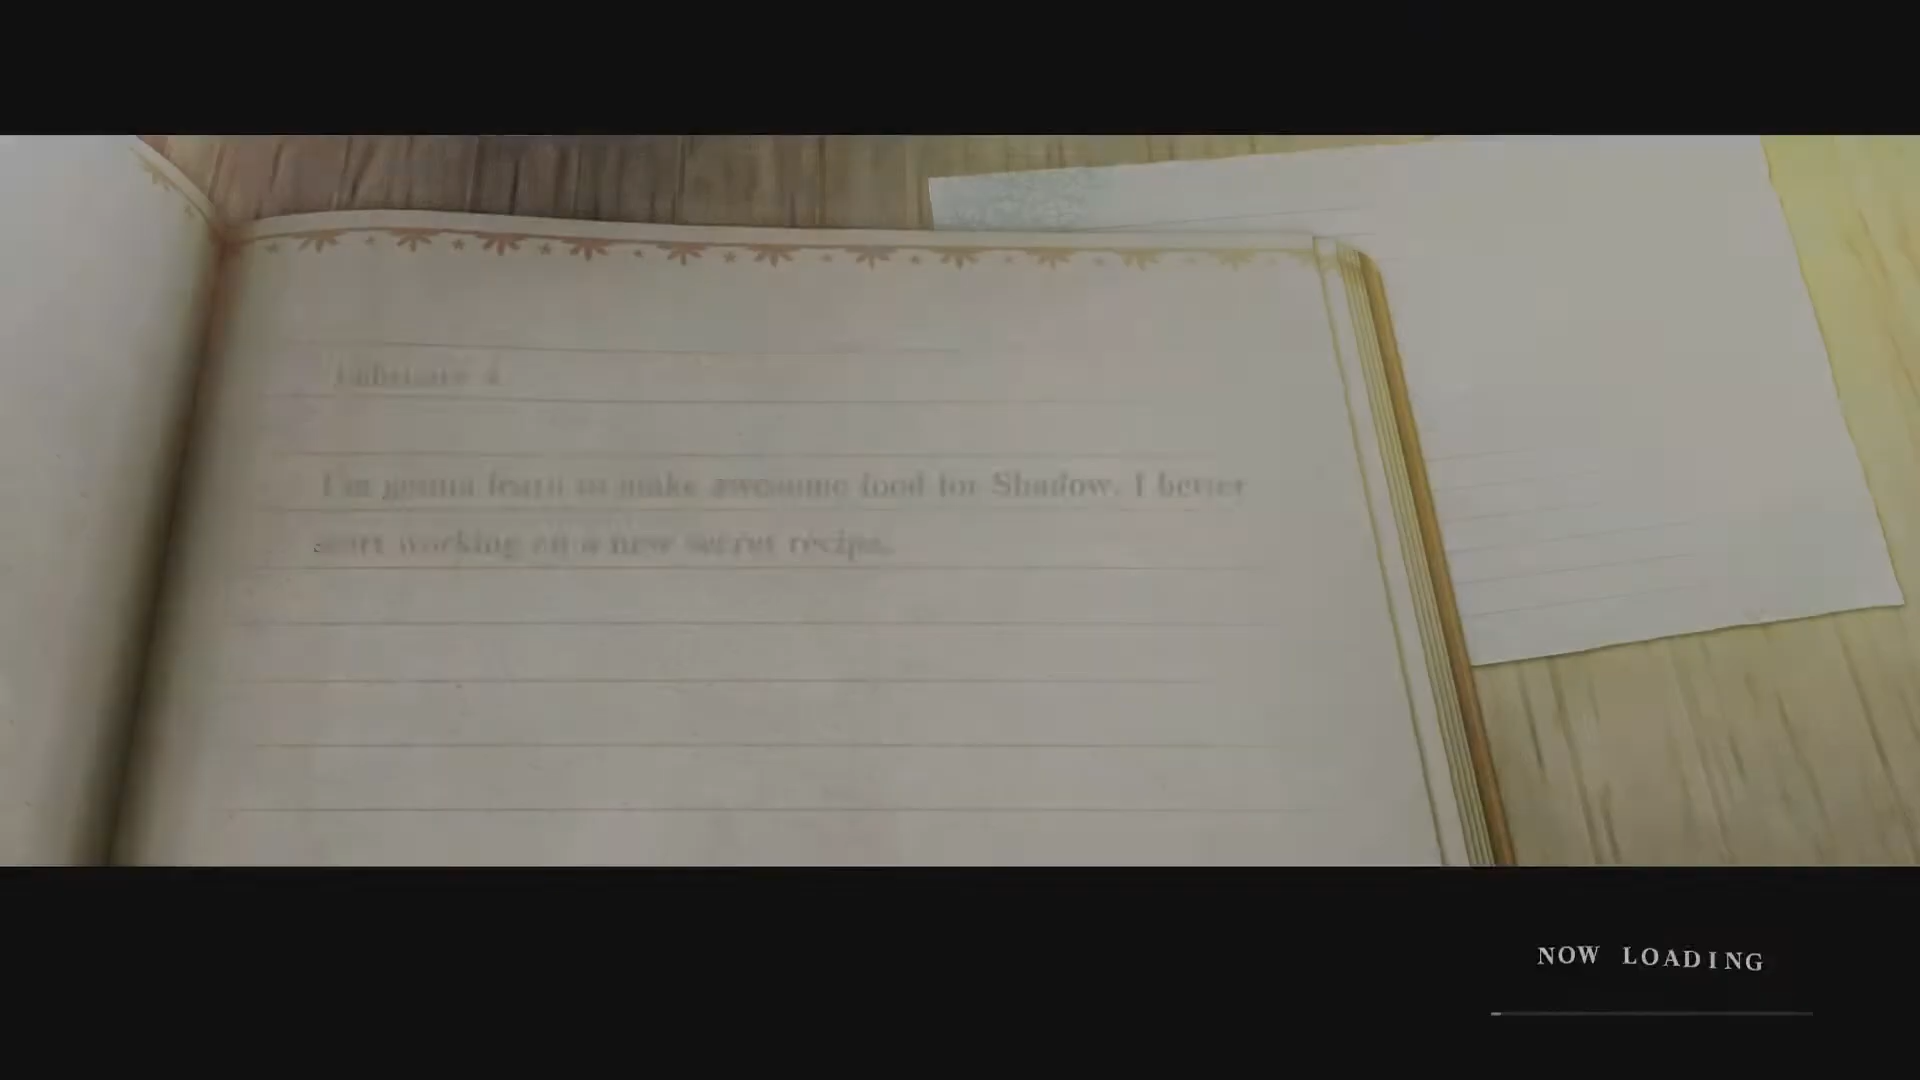 I'm gonna learn to make awesome food for Shadow. I better
start working on a new secret recipe.
NOW LOADING